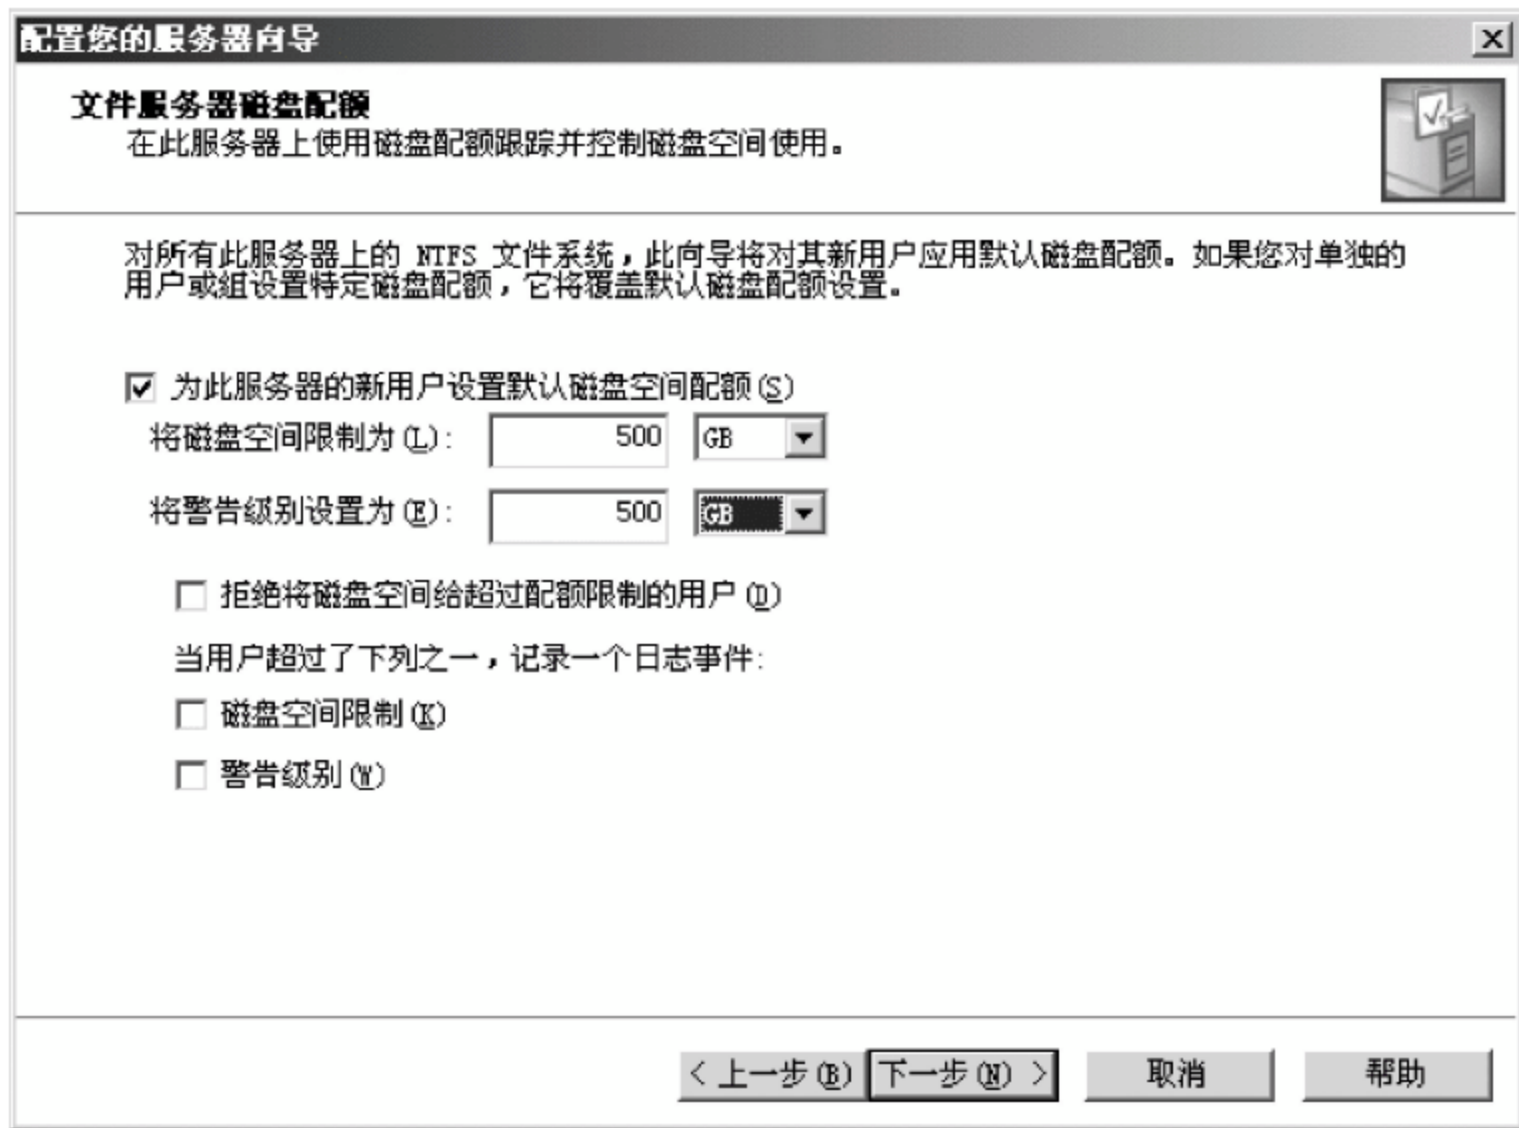 配置您的服务器向导
文件服务器磁盘配额
在此服务器上使用磁盘配额跟踪并控制磁盘空间使用。
对所有此服务器上的 NTFS 文件系统，此向导将对其新用户应用默认磁盘配额。如果您对单独的
用户或组设置特定磁盘配额，它将覆盖默认磁盘配额设置。
为此服务器的新用户设置默认磁盘空间配额(S)
将磁盘空间限制为(L): 500 GB
将警告级别设置为(E): 500 GB
拒绝将磁盘空间给超过配额限制的用户(D)
当用户超过了下列之一，记录一个日志事件:
磁盘空间限制(K)
警告级别(W)
< 上一步(B) 下一步(N) > 取消 帮助